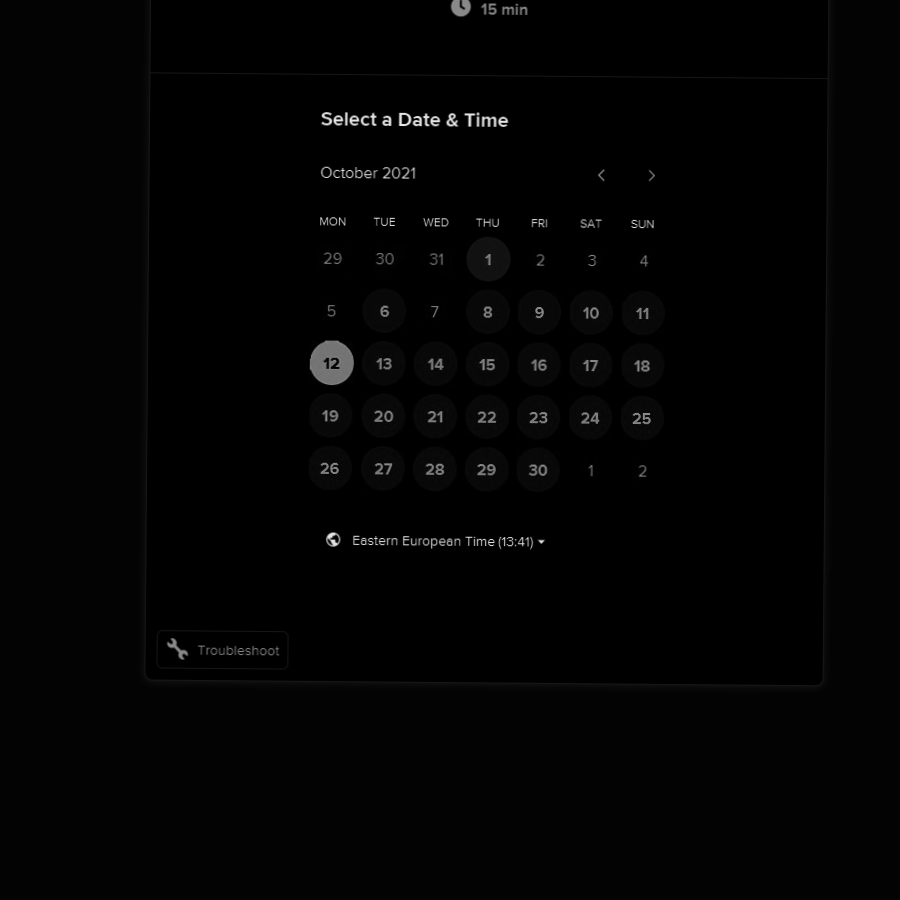 15 min
Select a Date & Time
October 2021
MON TUE WED THU FRI SAT SUN
29 30 31 1 2 3 4
5 6 7 8 9 10 11
12 13 14 15 16 17 18
19 20 21 22 23 24 25
26 27 28 29 30 1 2
Eastern European Time (13:41)
Troubleshoot